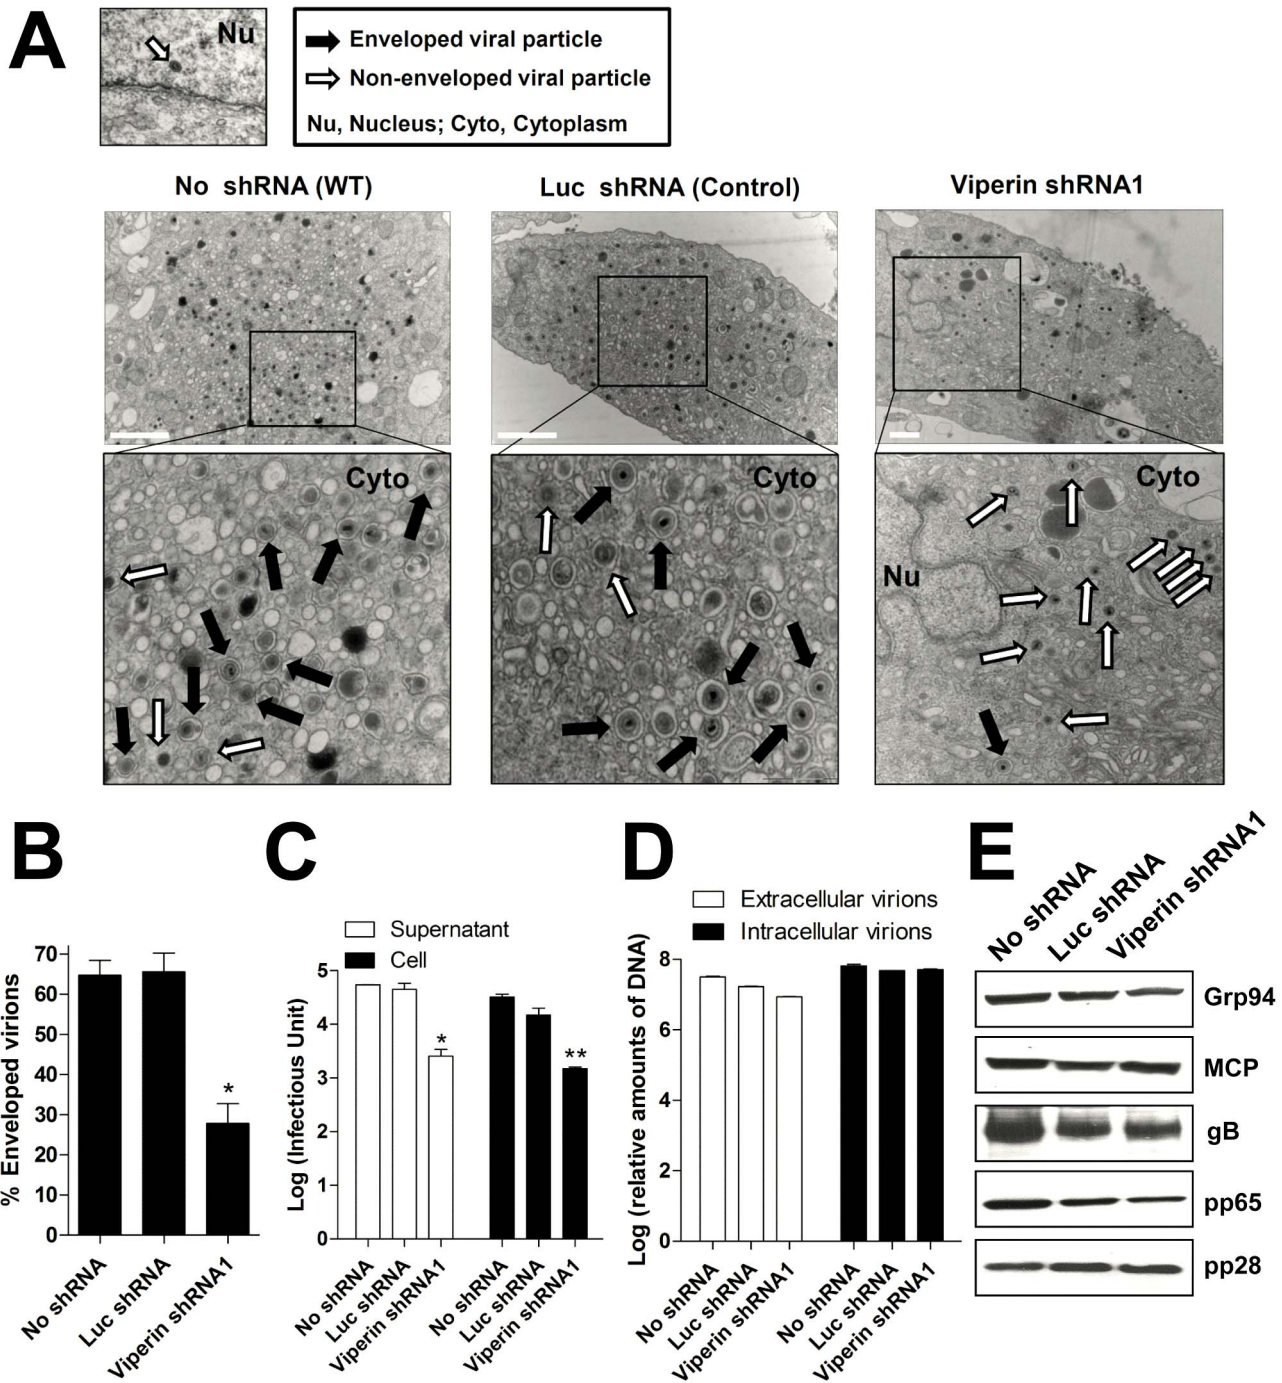 A
Nu
Enveloped viral particle
Non-enveloped viral particle
Nu, Nucleus; Cyto, Cytoplasm
No shRNA (WT)
Luc shRNA (Control)
Viperin shRNA1
Cyto
Cyto
Cyto
Nu
B
% Enveloped virions
70
60
50
40
30
20
10
0
*
No shRNA
Luc shRNA
Viperin shRNA1
C
Supernatant
Cell
Log (Infectious Unit)
5
4
3
2
1
0
*
**
No shRNA
Luc shRNA
Viperin shRNA1
No shRNA
Luc shRNA
Viperin shRNA1
D
Extracellular virions
Intracellular virions
Log (relative amounts of DNA)
8
6
4
2
0
No shRNA
Luc shRNA
Viperin shRNA1
No shRNA
Luc shRNA
Viperin shRNA1
E
No shRNA
Luc shRNA
Viperin shRNA1
Grp94
MCP
gB
pp65
pp28